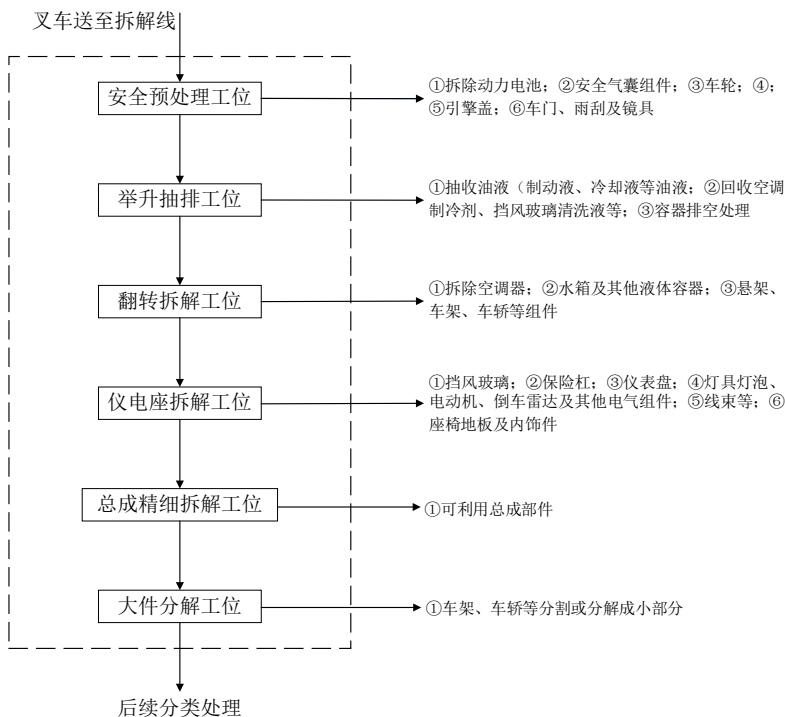 叉车送至拆解线
安全预处理工位
①拆除动力电池；②安全气囊组件；③车轮；④；
⑤引擎盖；⑥车门、雨刮及镜具
举升抽排工位
①抽收油液（制动液、冷却液等油液；②回收空调
制冷剂、挡风玻璃清洗液等；③容器排空处理
翻转拆解工位
①拆除空调器；②水箱及其他液体容器；③悬架、
车架、车轿等组件
仪电座拆解工位
①挡风玻璃；②保险杠；③仪表盘；④灯具灯泡、
电动机、倒车雷达及其他电气组件；⑤线束等；⑥
座椅地板及内饰件
总成精细拆解工位
①可利用总成部件
大件分解工位
①车架、车轿等分割或分解成小部分
后续分类处理